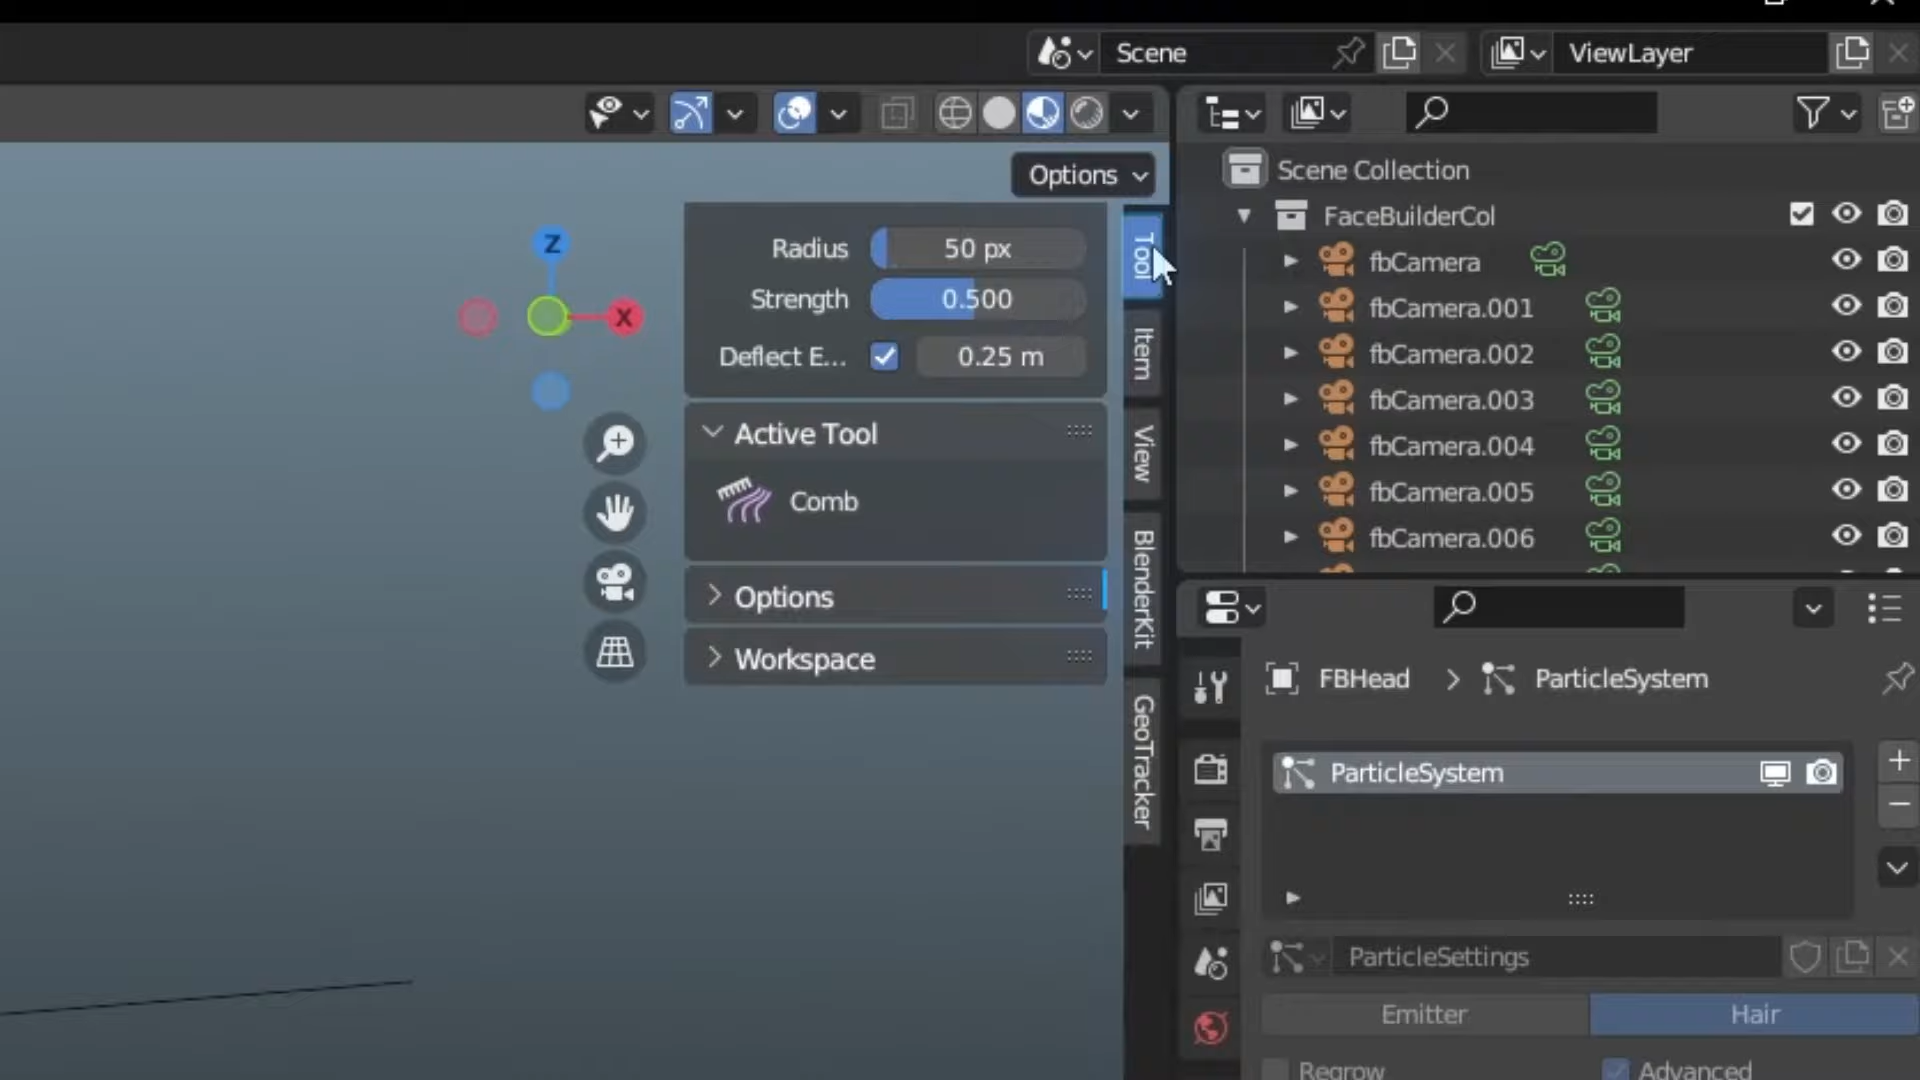 Scene
ViewLayer
Options
Scene Collection
FaceBuilderCol
Z
X
Radius 50 px
Strength 0.500
Deflect E... 0.25 m
Active Tool
Comb
Options
Workspace
Tool
Item
View
BlenderKit
GeoTracker
fbCamera
fbCamera.001
fbCamera.002
fbCamera.003
fbCamera.004
fbCamera.005
fbCamera.006
FBHead > ParticleSystem
ParticleSystem
ParticleSettings
Emitter Hair
Regrow Advanced